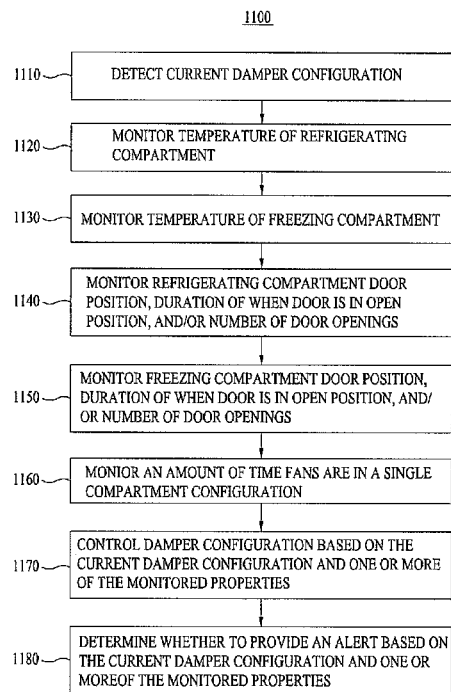 1100
1110
DETECT CURRENT DAMPER CONFIGURATION
1120
MONITOR TEMPERATURE OF REFRIGERATING
COMPARTMENT
1130
MONITOR TEMPERATURE OF FREEZING COMPARTMENT
1140
MONITOR REFRIGERATING COMPARTMENT DOOR
POSITION, DURATION OF WHEN DOOR IS IN OPEN
POSITION, AND/OR NUMBER OF DOOR OPENINGS
1150
MONITOR FREEZING COMPARTMENT DOOR POSITION,
DURATION OF WHEN DOOR IS IN OPEN POSITION, AND/
OR NUMBER OF DOOR OPENINGS
1160
MONIOR AN AMOUNT OF TIME FANS ARE IN A SINGLE
COMPARTMENT CONFIGURATION
1170
CONTROL DAMPER CONFIGURATION BASED ON THE
CURRENT DAMPER CONFIGURATION AND ONE OR MORE
OF THE MONITORED PROPERTIES
1180
DETERMINE WHETHER TO PROVIDE AN ALERT BASED ON
THE CURRENT DAMPER CONFIGURATION AND ONE OR
MOREOF THE MONITORED PROPERTIES